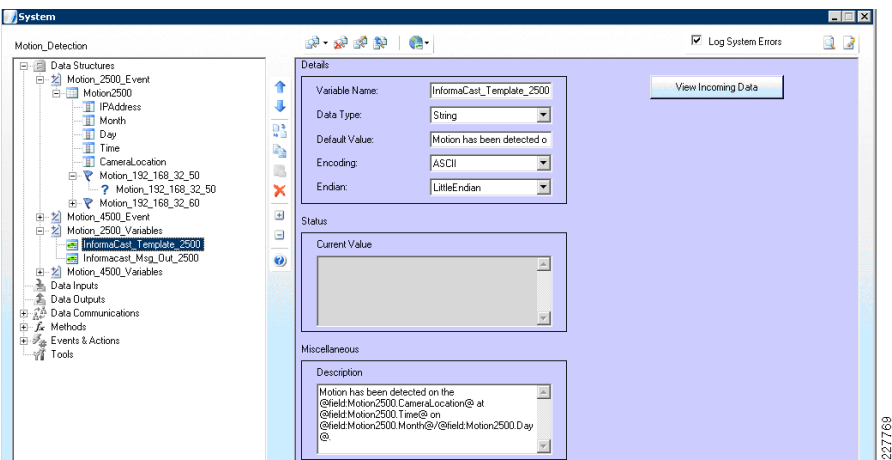 System
Motion_Detection
Log System Errors
Data Structures
Motion_2500_Event
Motion2500
IPAddress
Month
Day
Time
CameraLocation
Motion_192_168_32_50
Motion_192_168_32_50
Motion_192_168_32_60
Motion_4500_Event
Motion_2500_Variables
InformaCast_Template_2500
Informacast_Msg_Out_2500
Motion_4500_Variables
Data Inputs
Data Outputs
Data Communications
Methods
Events & Actions
Tools
Details
Variable Name: InformaCast_Template_2500
Data Type: String
Default Value: Motion has been detected o
Encoding: ASCII
Endian: LittleEndian
View Incoming Data
Status
Current Value
Miscellaneous
Description
Motion has been detected on the
@field:Motion2500.CameraLocation@ at
@field:Motion2500.Time@ on
@field:Motion2500.Month@/@field:Motion2500.Day
@.
227769